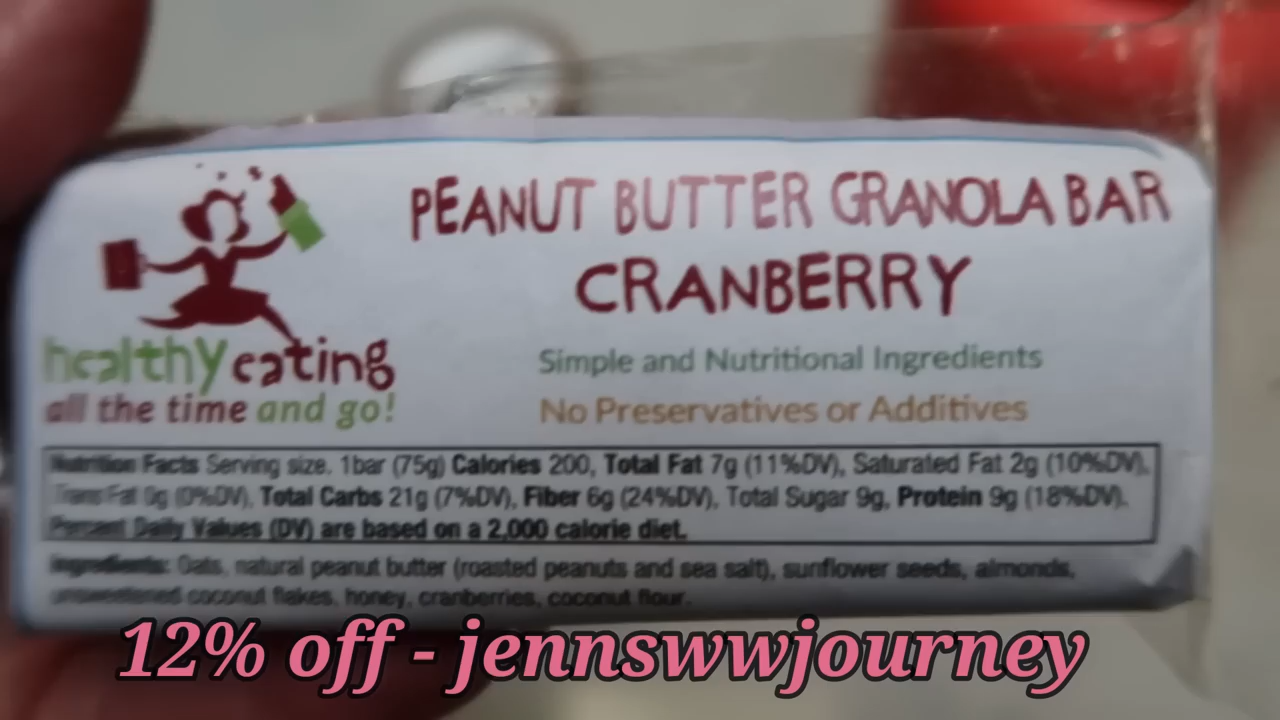 PEANUT BUTTER GRANOLA BAR
CRANBERRY
healthy eating
all the time and go!
Simple and Nutritional Ingredients
No Preservatives or Additives
Nutrition Facts Serving size. 1bar (75g) Calories 200, Total Fat 7g (11%DV), Saturated Fat 2g (10%DV),
Trans Fat 0g (0%DV), Total Carbs 21g (7%DV), Fiber 6g (24%DV), Total Sugar 9g, Protein 9g (18%DV).
Percent Daily Values (DV) are based on a 2,000 calorie diet.
Ingredients: Oats, natural peanut butter (roasted peanuts and sea salt), sunflower seeds, almonds,
unsweetened coconut flakes, honey, cranberries, coconut flour.
12% off - jennswwjourney